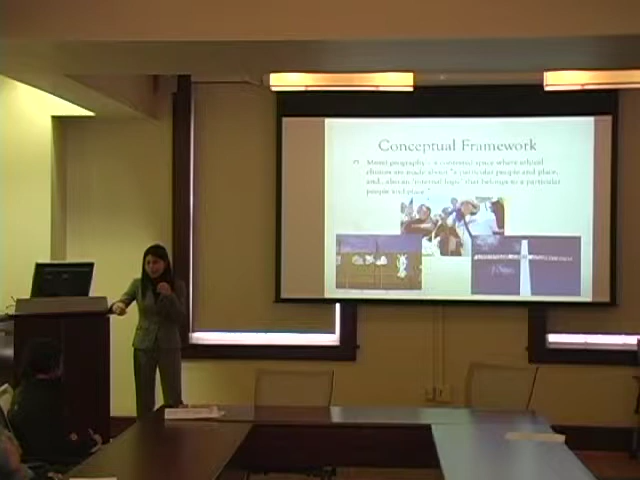 Conceptual Framework
Moral geography - a contested space where ethical
choices are made about "a particular people and place,
and...also an "internal logic" that belongs to a particular
people and place."